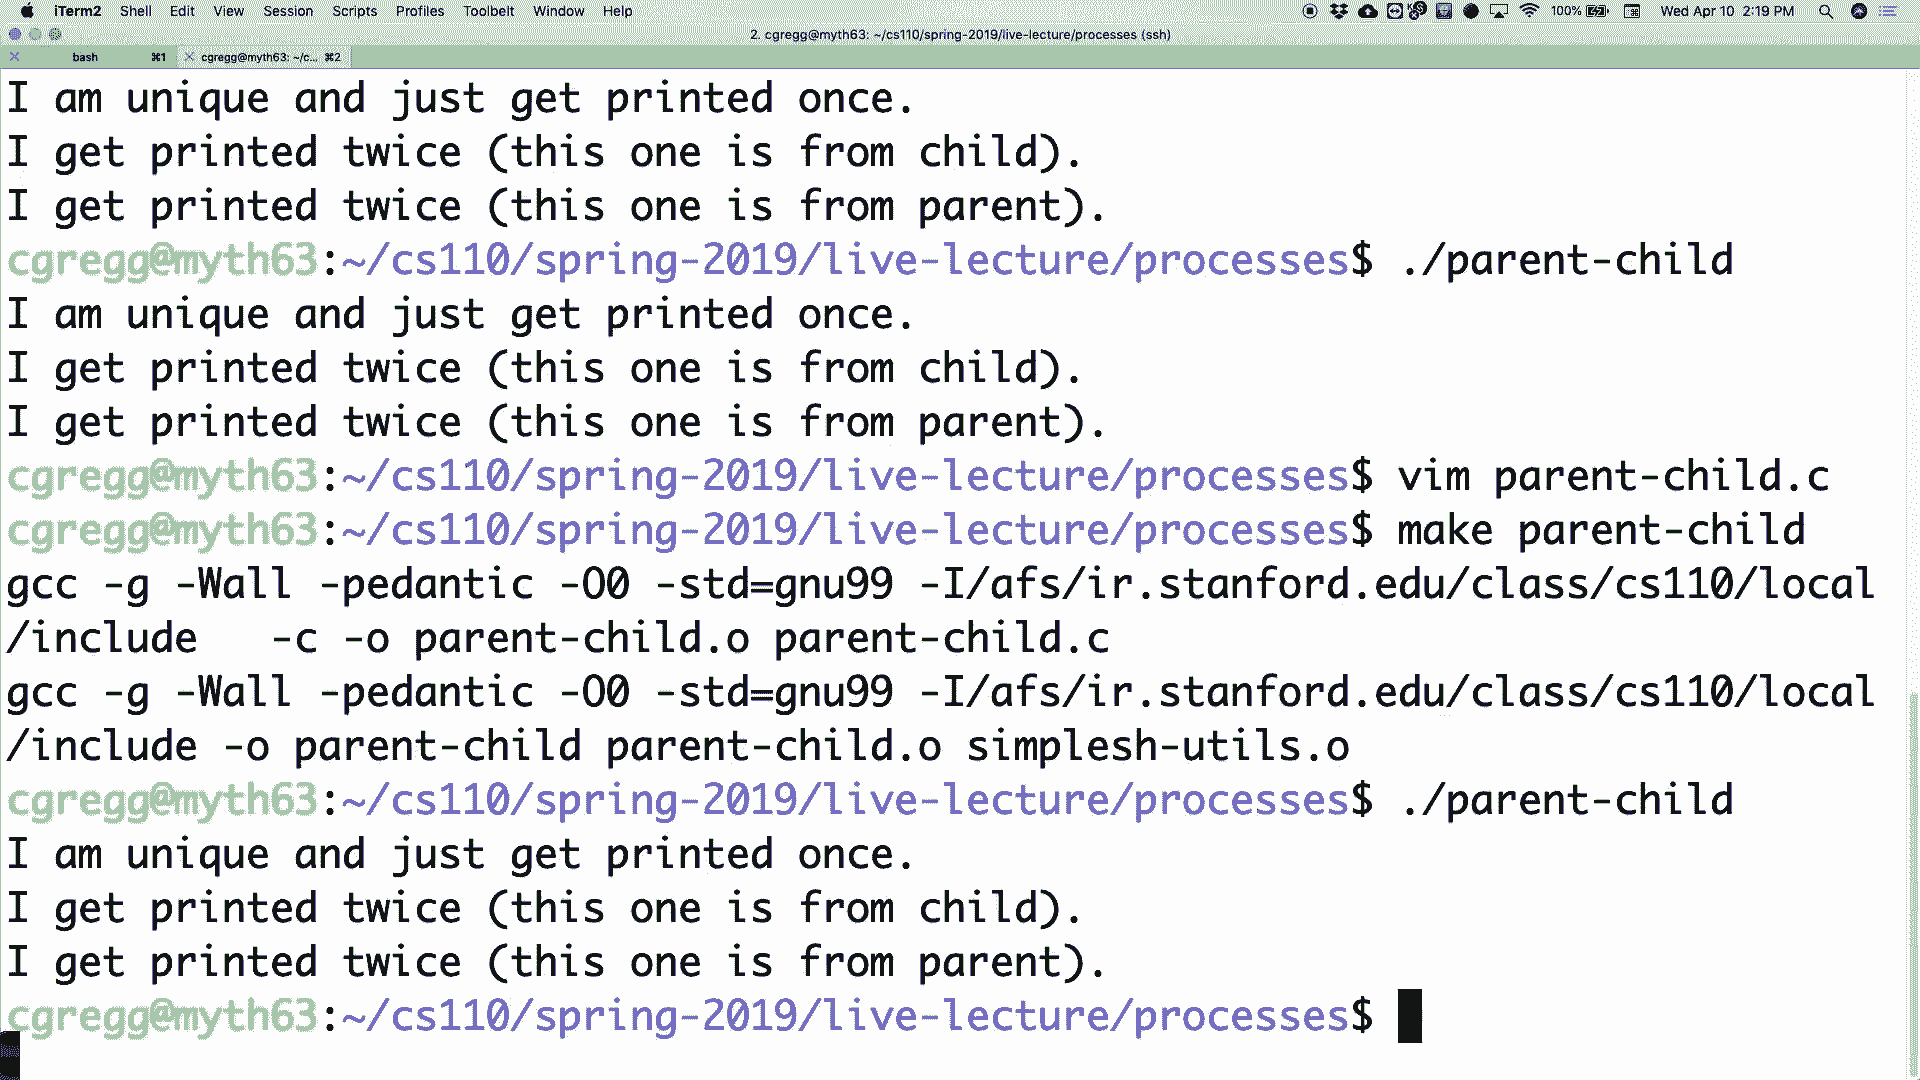 iTerm2 Shell Edit View Session Scripts Profiles Toolbelt Window Help 100% Wed Apr 10 2:19 PM
2. cgregg@myth63: ~/cs110/spring-2019/live-lecture/processes (ssh)
bash ⌘1 cgregg@myth63: ~/c... ⌘2
I am unique and just get printed once.
I get printed twice (this one is from child).
I get printed twice (this one is from parent).
cgregg@myth63:~/cs110/spring-2019/live-lecture/processes$ ./parent-child
I am unique and just get printed once.
I get printed twice (this one is from child).
I get printed twice (this one is from parent).
cgregg@myth63:~/cs110/spring-2019/live-lecture/processes$ vim parent-child.c
cgregg@myth63:~/cs110/spring-2019/live-lecture/processes$ make parent-child
gcc -g -Wall -pedantic -O0 -std=gnu99 -I/afs/ir.stanford.edu/class/cs110/local
/include   -c -o parent-child.o parent-child.c
gcc -g -Wall -pedantic -O0 -std=gnu99 -I/afs/ir.stanford.edu/class/cs110/local
/include -o parent-child parent-child.o simplesh-utils.o
cgregg@myth63:~/cs110/spring-2019/live-lecture/processes$ ./parent-child
I am unique and just get printed once.
I get printed twice (this one is from child).
I get printed twice (this one is from parent).
cgregg@myth63:~/cs110/spring-2019/live-lecture/processes$